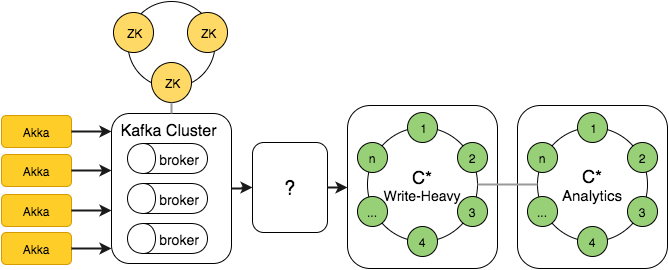 ZK
ZK
ZK
Akka
Akka
Akka
Akka
Kafka Cluster
broker
broker
broker
?
1
2
3
4
...
n
C*
Write-Heavy
1
2
3
4
...
n
C*
Analytics